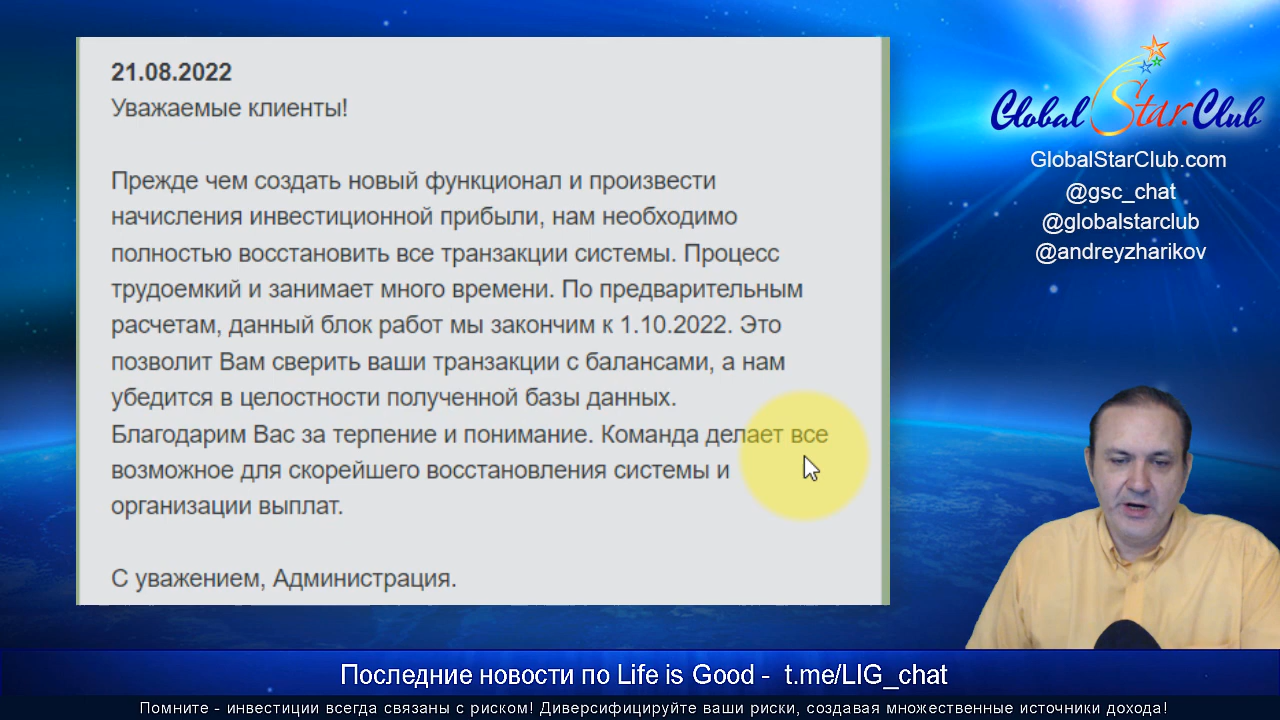 21.08.2022
Уважаемые клиенты!
Прежде чем создать новый функционал и произвести
начисления инвестиционной прибыли, нам необходимо
полностью восстановить все транзакции системы. Процесс
трудоемкий и занимает много времени. По предварительным
расчетам, данный блок работ мы закончим к 1.10.2022. Это
позволит Вам сверить ваши транзакции с балансами, а нам
убедится в целостности полученной базы данных.
Благодарим Вас за терпение и понимание. Команда делает все
возможное для скорейшего восстановления системы и
организации выплат.
С уважением, Администрация.
Global Star.Club
GlobalStarClub.com
@gsc_chat
@globalstarclub
@andreyzharikov
Последние новости по Life is Good - t.me/LIG_chat
Помните - инвестиции всегда связаны с риском! Диверсифицируйте ваши риски, создавая множественные источники дохода!